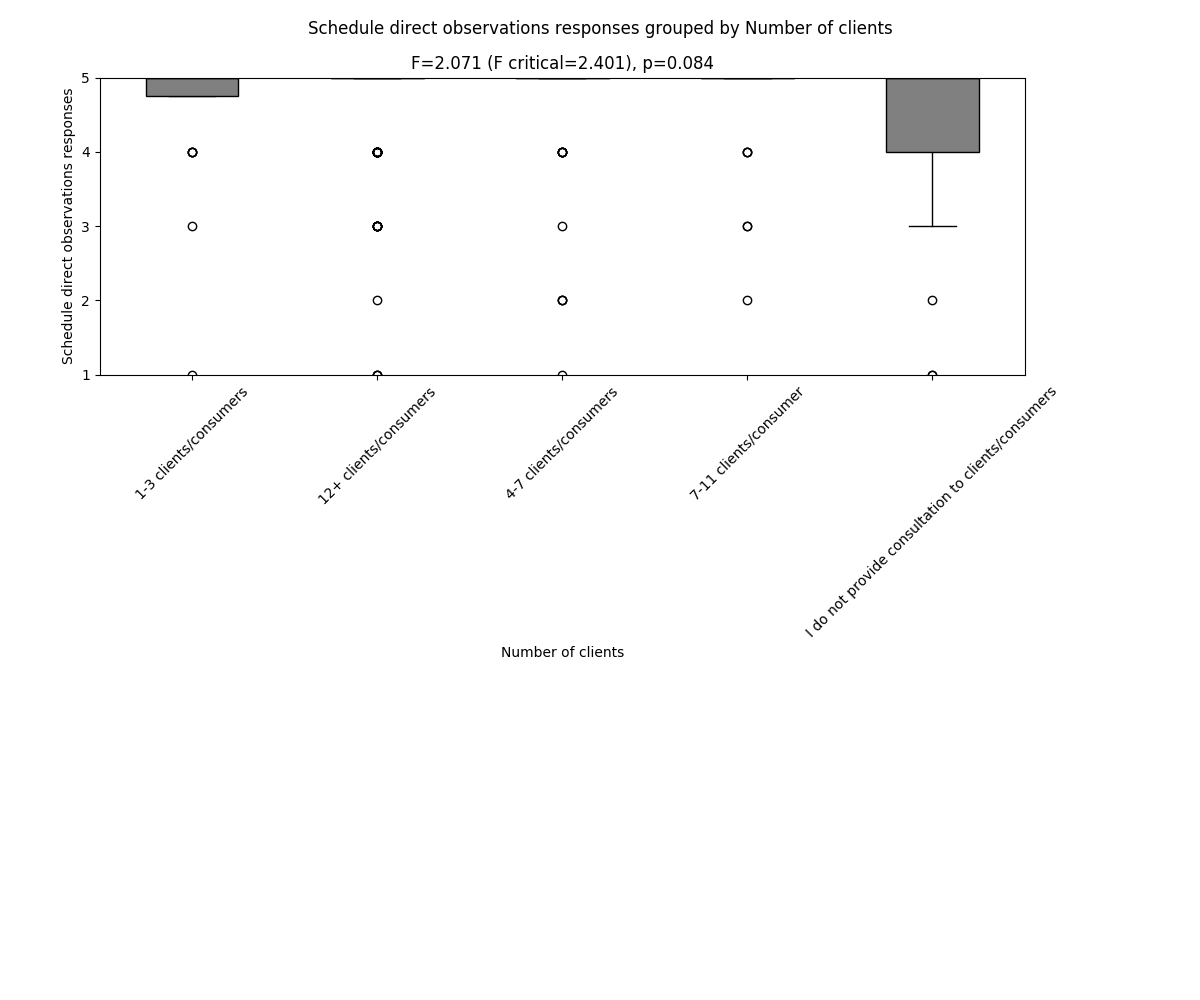 Schedule direct observations responses grouped by Number of clients
F=2.071 (F critical=2.401), p=0.084
Schedule direct observations responses
5
4
3
2
1
1-3 clients/consumers
12+ clients/consumers
4-7 clients/consumers
7-11 clients/consumer
I do not provide consultation to clients/consumers
Number of clients